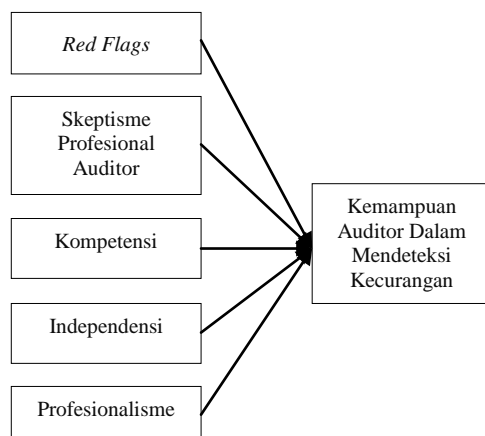 Red Flags
Skeptisme
Profesional
Auditor
Kompetensi
Independensi
Profesionalisme
Kemampuan
Auditor Dalam
Mendeteksi
Kecurangan